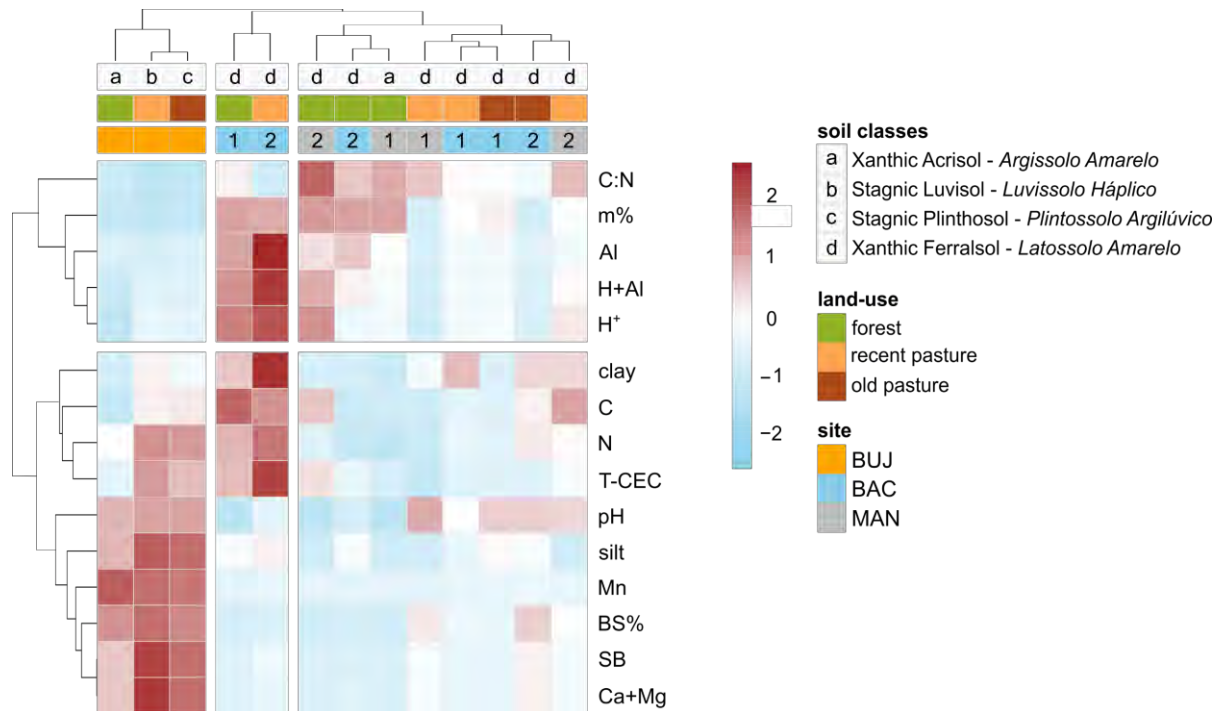 a b c d d d d a d d d d d
1 2 2 2 1 1 1 1 2 2
C:N
m%
Al
H+Al
H⁺
clay
C
N
T-CEC
pH
silt
Mn
BS%
SB
Ca+Mg
2
1
0
−1
−2
soil classes
a Xanthic Acrisol - Argissolo Amarelo
b Stagnic Luvisol - Luvissolo Háplico
c Stagnic Plinthosol - Plintossolo Argilúvico
d Xanthic Ferralsol - Latossolo Amarelo
land-use
forest
recent pasture
old pasture
site
BUJ
BAC
MAN